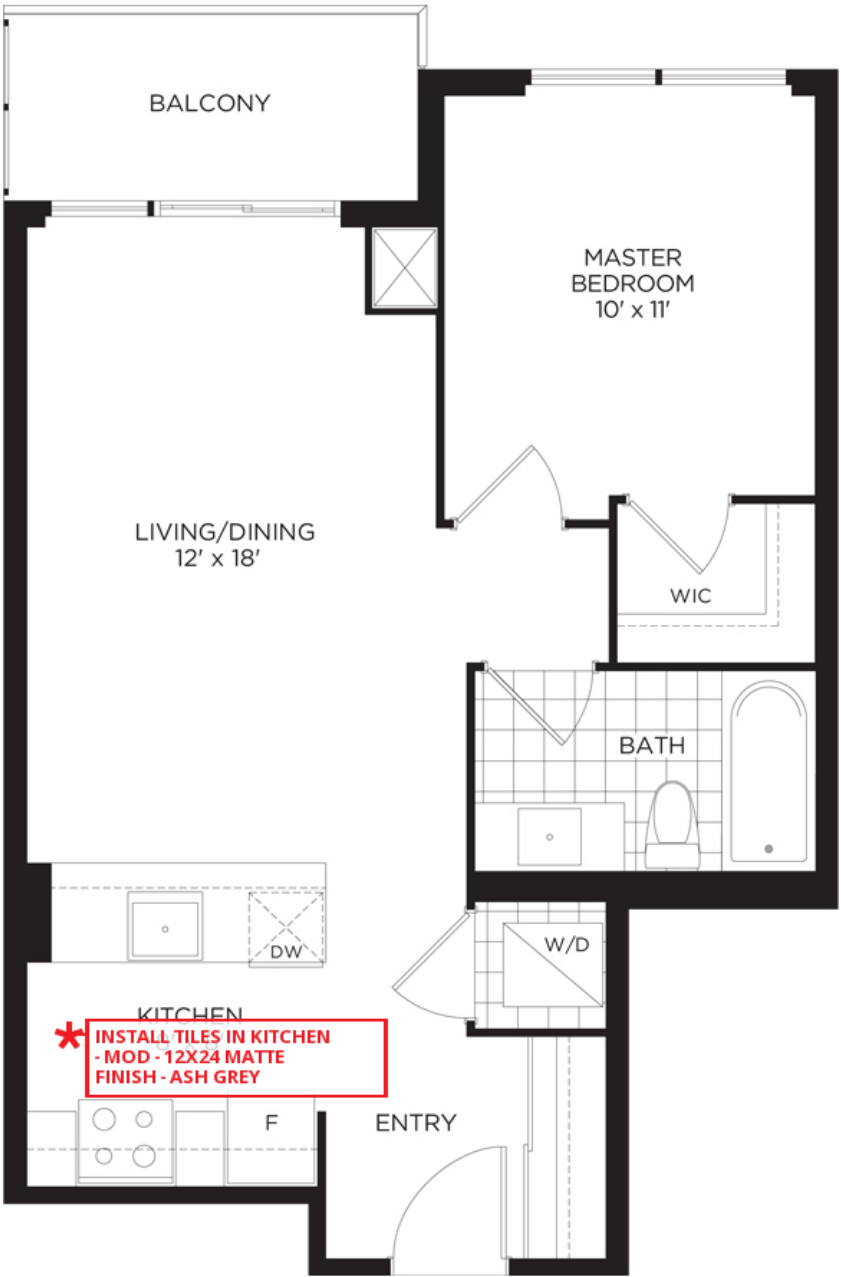 BALCONY
MASTER
BEDROOM
10' x 11'
LIVING/DINING
12' x 18'
WIC
BATH
W/D
DW
KITCHEN
* INSTALL TILES IN KITCHEN
- MOD - 12X24 MATTE
FINISH - ASH GREY
F
ENTRY